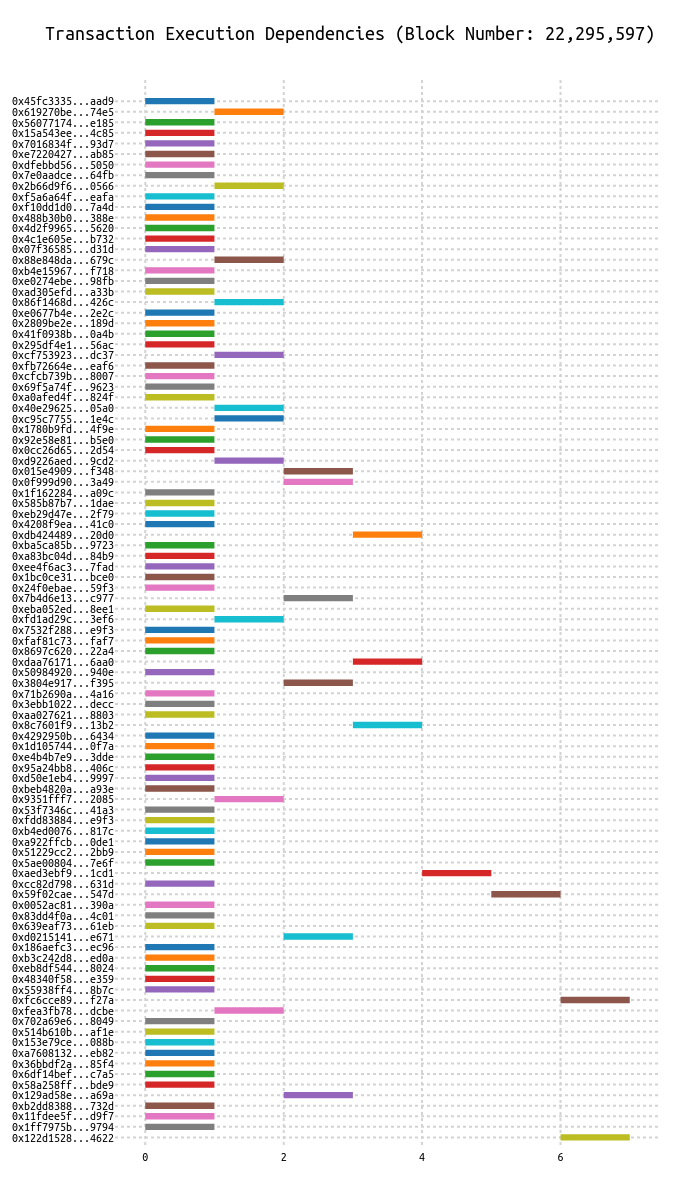 Transaction Execution Dependencies (Block Number: 22,295,597)
0x45fc3335...aad9
0x619270be...74e5
0x56077174...e185
0x15a543ee...4c85
0x7016834f...93d7
0xe7220427...ab85
0xdfebbd56...5050
0x7e0aadce...64fb
0x2b66d9f6...0566
0xf5a6a64f...eafa
0xf10dd1d0...7a4d
0x488b30b0...388e
0x4d2f9965...5620
0x4c1e605e...b732
0x07f36585...d31d
0x88e848da...679c
0xb4e15967...f718
0xe0274ebe...98fb
0xad305efd...a33b
0x86f1468d...426c
0xe0677b4e...2e2c
0x2809be2e...189d
0x41f0938b...0a4b
0x295df4e1...56ac
0xcf753923...dc37
0xfb72664e...eaf6
0xcfcb739b...8007
0x69f5a74f...9623
0xa0afed4f...824f
0x40e29625...05a0
0xc95c7755...1e4c
0x1780b9fd...4f9e
0x92e58e81...b5e0
0x0cc26d65...2d54
0xd9226aed...9cd2
0x015e4909...f348
0x0f999d90...3a49
0x1f162284...a09c
0x585b87b7...1dae
0xeb29d47e...2f79
0x4208f9ea...41c0
0xdb424489...20d0
0xba5ca85b...9723
0xa83bc04d...84b9
0xee4f6ac3...7fad
0x1bc0ce31...bce0
0x24f0ebae...59f3
0x7b4d6e13...c977
0xeba052ed...8ee1
0xfd1ad29c...3ef6
0x7532f288...e9f3
0xfaf81c73...faf7
0x8697c620...22a4
0xdaa76171...6aa0
0x50984920...940e
0x3804e917...f395
0x71b2690a...4a16
0x3ebb1022...decc
0xaa027621...8803
0x8c7601f9...13b2
0x4292950b...6434
0x1d105744...0f7a
0xe4b4b7e9...3dde
0x95a24bb8...406c
0xd50e1eb4...9997
0xbeb4820a...a93e
0x9351fff7...2085
0x53f7346c...41a3
0xfdd83884...e9f3
0xb4ed0076...817c
0xa922ffcb...0de1
0x51229cc2...2bb9
0x5ae00804...7e6f
0xaed3ebf9...1cd1
0xcc82d798...631d
0x59f02cae...547d
0x0052ac81...390a
0x83dd4f0a...4c01
0x639eaf73...61eb
0xd0215141...e671
0x186aefc3...ec96
0xb3c242d8...ed0a
0xeb8df544...8024
0x48340f58...e359
0x55938ff4...8b7c
0xfc6cce89...f27a
0xfea3fb78...dcbe
0x702a69e6...8049
0x514b610b...af1e
0x153e79ce...088b
0xa7608132...eb82
0x36bbdf2a...85f4
0x6df14bef...c7a5
0x58a258ff...bde9
0x129ad58e...a69a
0xb2dd8388...732d
0x11fdee5f...d9f7
0x1ff7975b...9794
0x122d1528...4622
0 2 4 6